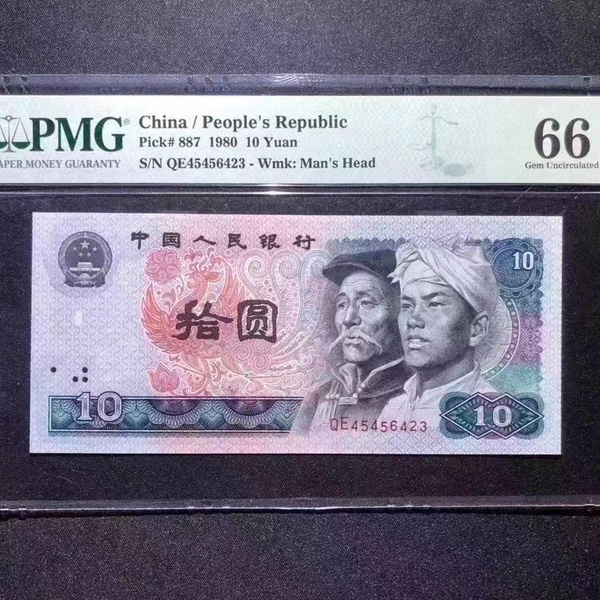 PMG
PAPER MONEY GUARANTY
China / People's Republic
Pick# 887 1980 10 Yuan
S/N QE45456423 - Wmk: Man's Head
66
Gem Uncirculated
中国人民银行
10
拾圆
10
QE45456423
10